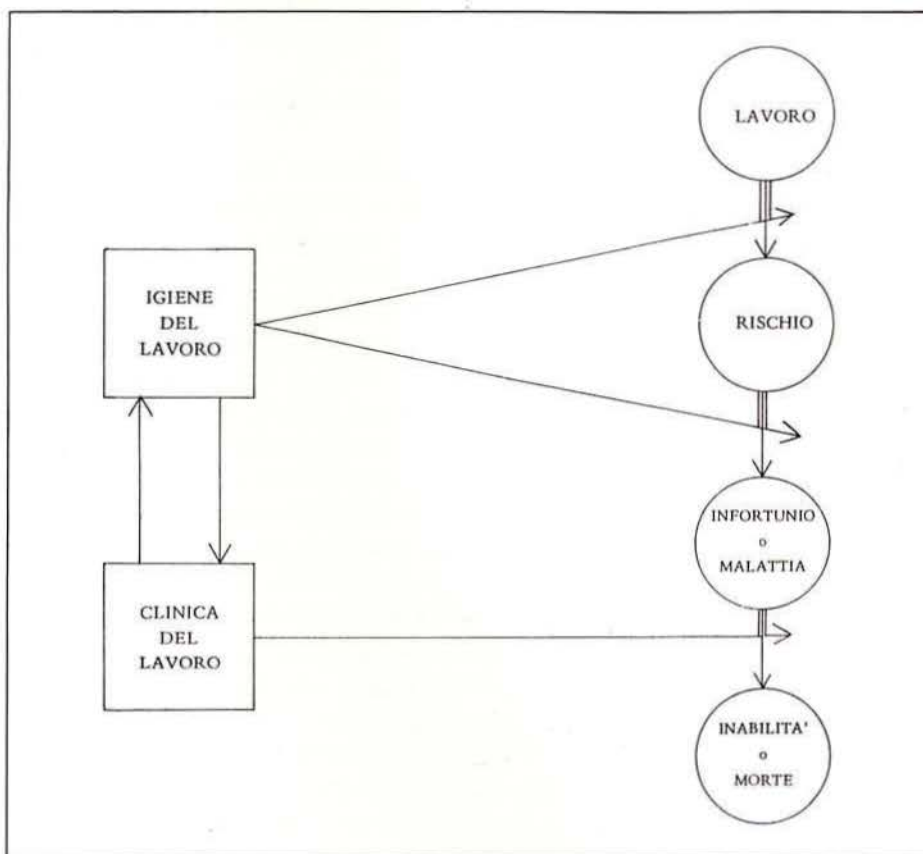 LAVORO
IGIENE
DEL
LAVORO
RISCHIO
INFORTUNIO
o
MALATTIA
CLINICA
DEL
LAVORO
INABILITA'
o
MORTE